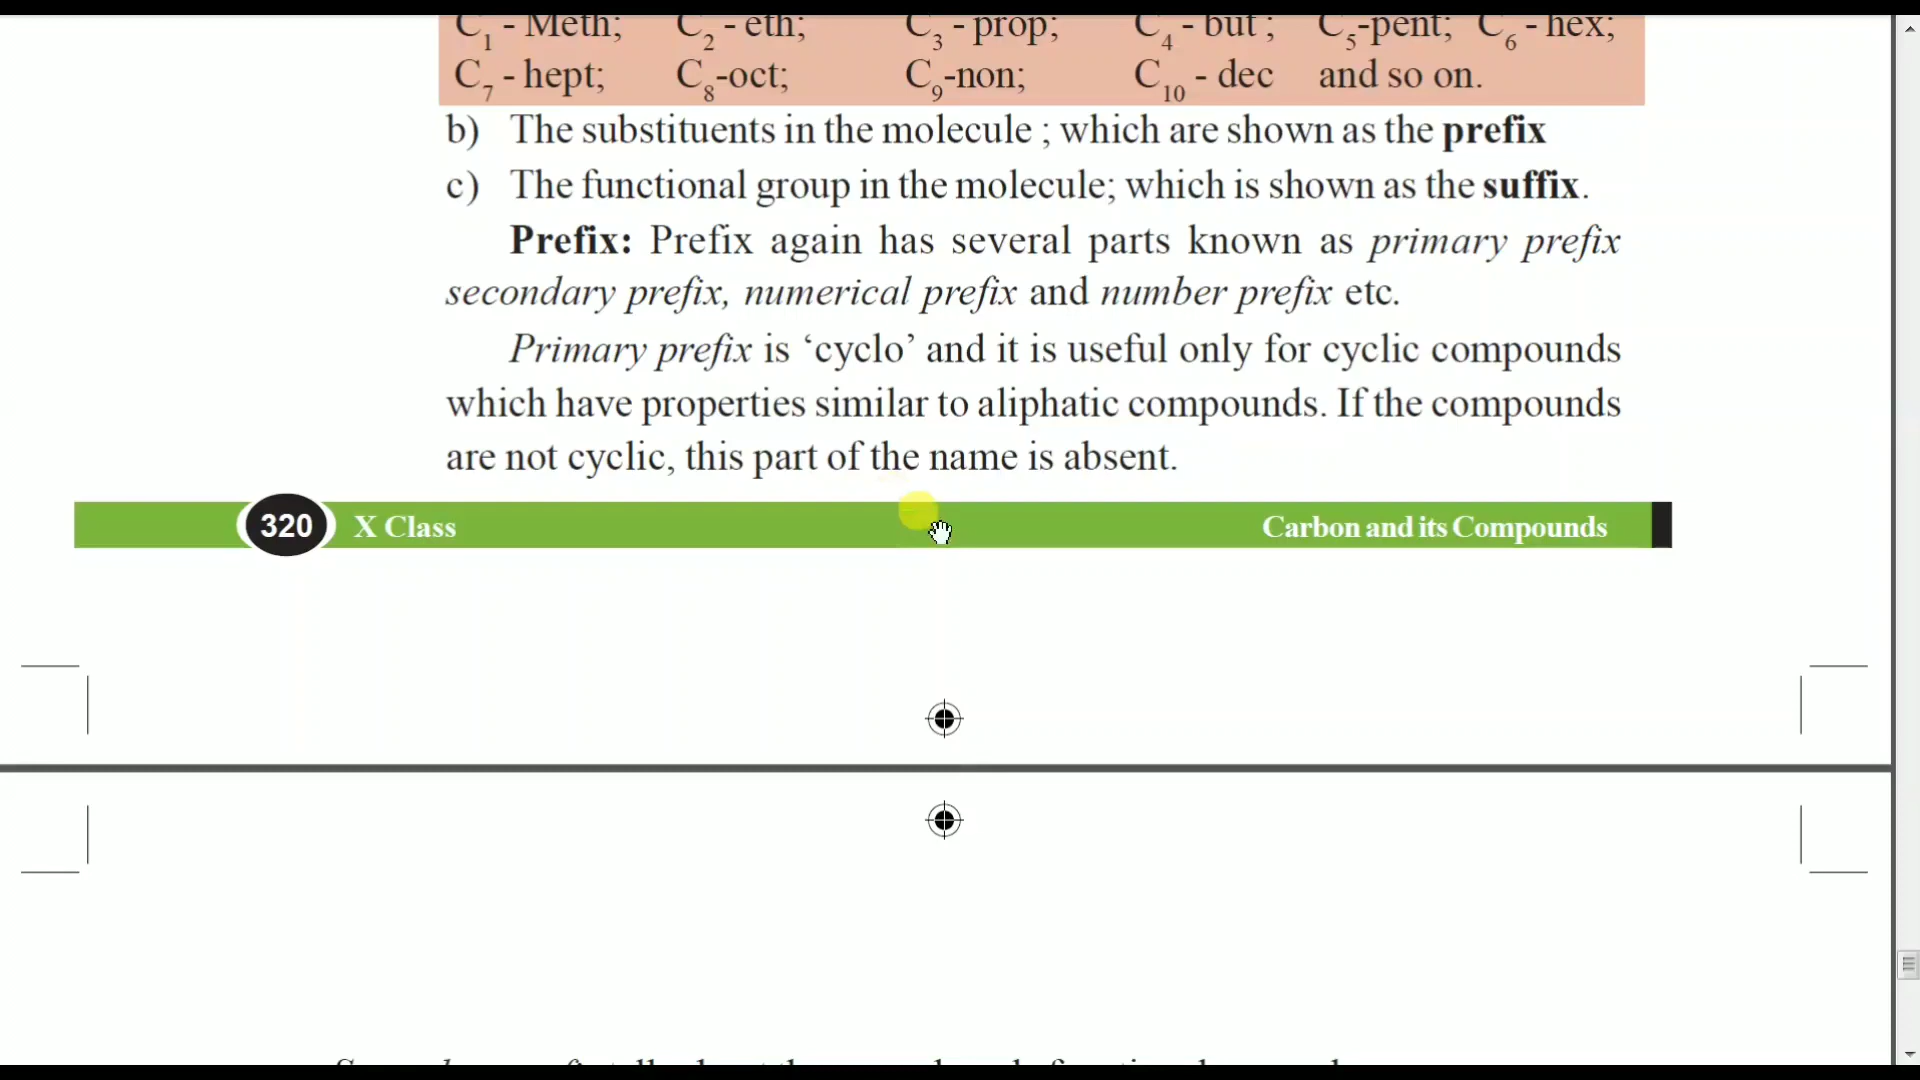 C1 - Meth; C2 - eth; C3 - prop; C4 - but ; C5-pent; C6 - hex;
C7 - hept; C8-oct; C9-non; C10 - dec and so on.
b) The substituents in the molecule ; which are shown as the prefix
c) The functional group in the molecule; which is shown as the suffix.
Prefix: Prefix again has several parts known as primary prefix
secondary prefix, numerical prefix and number prefix etc.
Primary prefix is ‘cyclo’ and it is useful only for cyclic compounds
which have properties similar to aliphatic compounds. If the compounds
are not cyclic, this part of the name is absent.
320 X Class Carbon and its Compounds